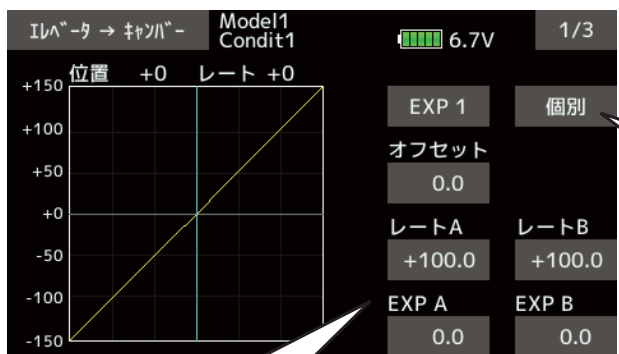 ｴﾚﾍﾞｰﾀ → ｷｬﾝﾊﾞｰ
Model1
Condit1
6.7V
1/3
位置 +0 レート +0
+150
+100
+50
+0
-50
-100
-150
EXP 1
個別
オフセット
0.0
レートA
レートB
+100.0
+100.0
EXP A
EXP B
0.0
0.0